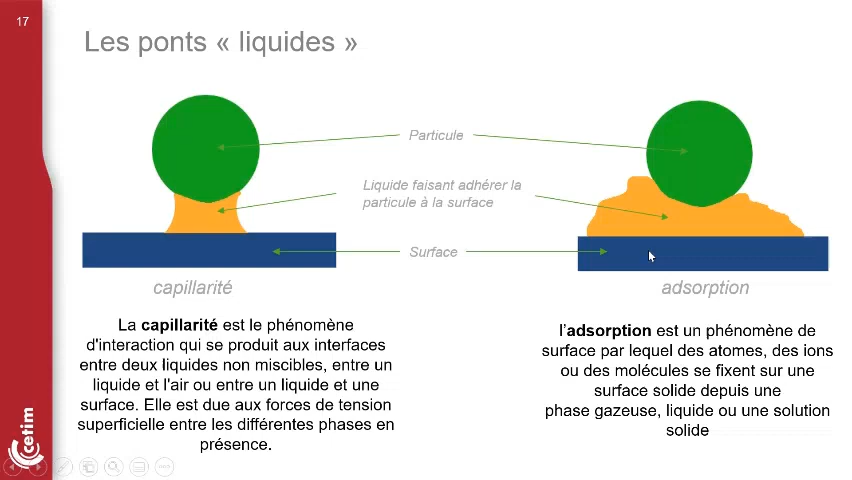 17
Les ponts « liquides »
Particule
Liquide faisant adhérer la
particule à la surface
Surface
capillarité
adsorption
La capillarité est le phénomène
d'interaction qui se produit aux interfaces
entre deux liquides non miscibles, entre un
liquide et l'air ou entre un liquide et une
surface. Elle est due aux forces de tension
superficielle entre les différentes phases en
présence.
l'adsorption est un phénomène de
surface par lequel des atomes, des ions
ou des molécules se fixent sur une
surface solide depuis une
phase gazeuse, liquide ou une solution
solide
cetim